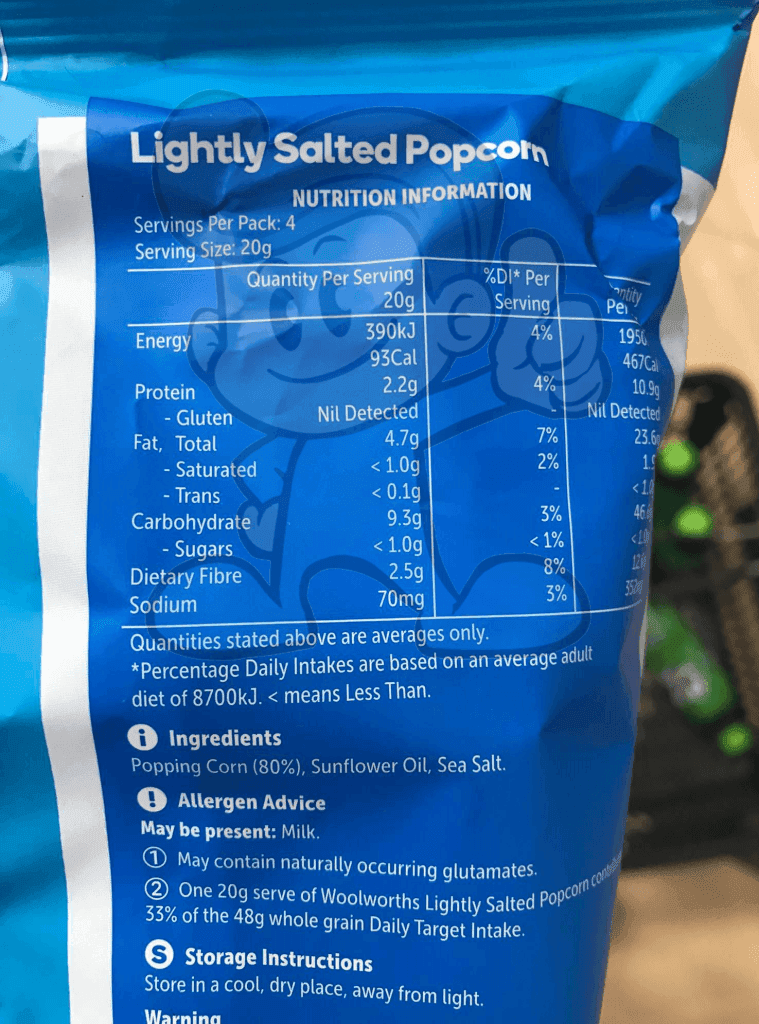 Lightly Salted Popcorn
NUTRITION INFORMATION
Servings Per Pack: 4
Serving Size: 20g
Quantity Per Serving 20g %DI* Per Serving
Energy 390kJ 4%
93Cal 467Cal
Protein 2.2g 4% 10.9g
- Gluten Nil Detected - Nil Detected
Fat, Total 4.7g 7%
- Saturated < 1.0g 2%
- Trans < 0.1g -
Carbohydrate 9.3g 3%
- Sugars < 1.0g < 1%
Dietary Fibre 2.5g 8%
Sodium 70mg 3%
Quantities stated above are averages only.
*Percentage Daily Intakes are based on an average adult
diet of 8700kJ. < means Less Than.
i Ingredients
Popping Corn (80%), Sunflower Oil, Sea Salt.
! Allergen Advice
May be present: Milk.
1 May contain naturally occurring glutamates.
2 One 20g serve of Woolworths Lightly Salted Popcorn
33% of the 48g whole grain Daily Target Intake.
S Storage Instructions
Store in a cool, dry place, away from light.
Warning